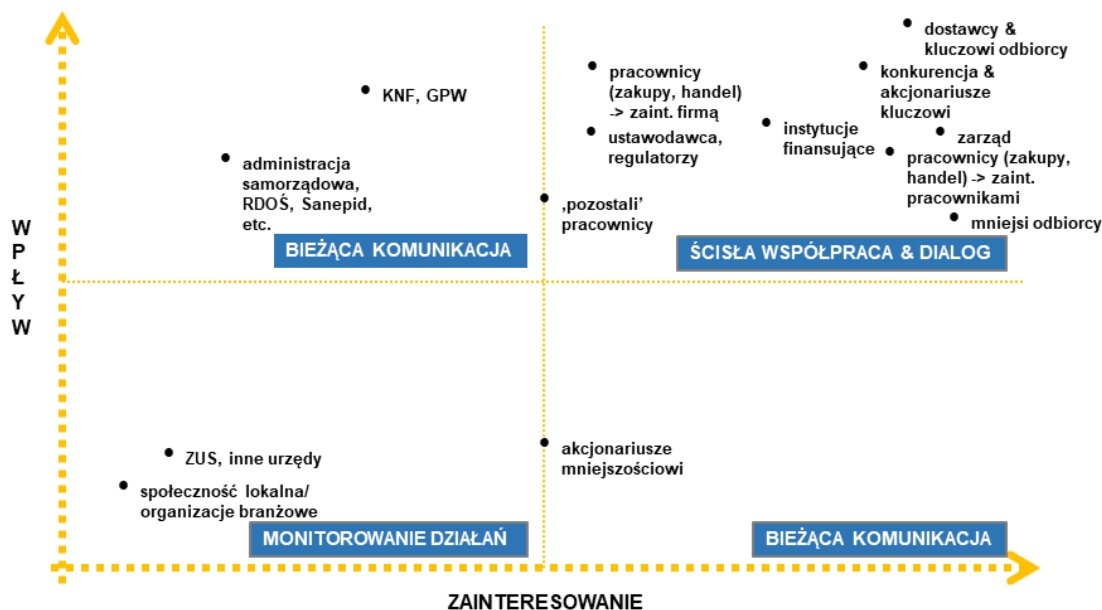 dostawcy &
kluczowi odbiorcy
pracownicy
(zakupy, handel)
-> zaint. firmą
konkurencja &
akcjonariusze
kluczowi
KNF, GPW
instytucje
finansujące
ustawodawca,
regulatorzy
zarząd
pracownicy (zakupy,
handel) -> zaint.
pracownikami
administracja
samorządowa,
RDOŚ, Sanepid,
etc.
‚pozostali’
pracownicy
mniejsi odbiorcy
BIEŻĄCA KOMUNIKACJA
ŚCISŁA WSPÓŁPRACA & DIALOG
W
P
Ł
Y
W
akcjonariusze
mniejszościowi
ZUS, inne urzędy
społeczność lokalna/
organizacje branżowe
MONITOROWANIE DZIAŁAŃ
BIEŻĄCA KOMUNIKACJA
ZAINTERESOWANIE